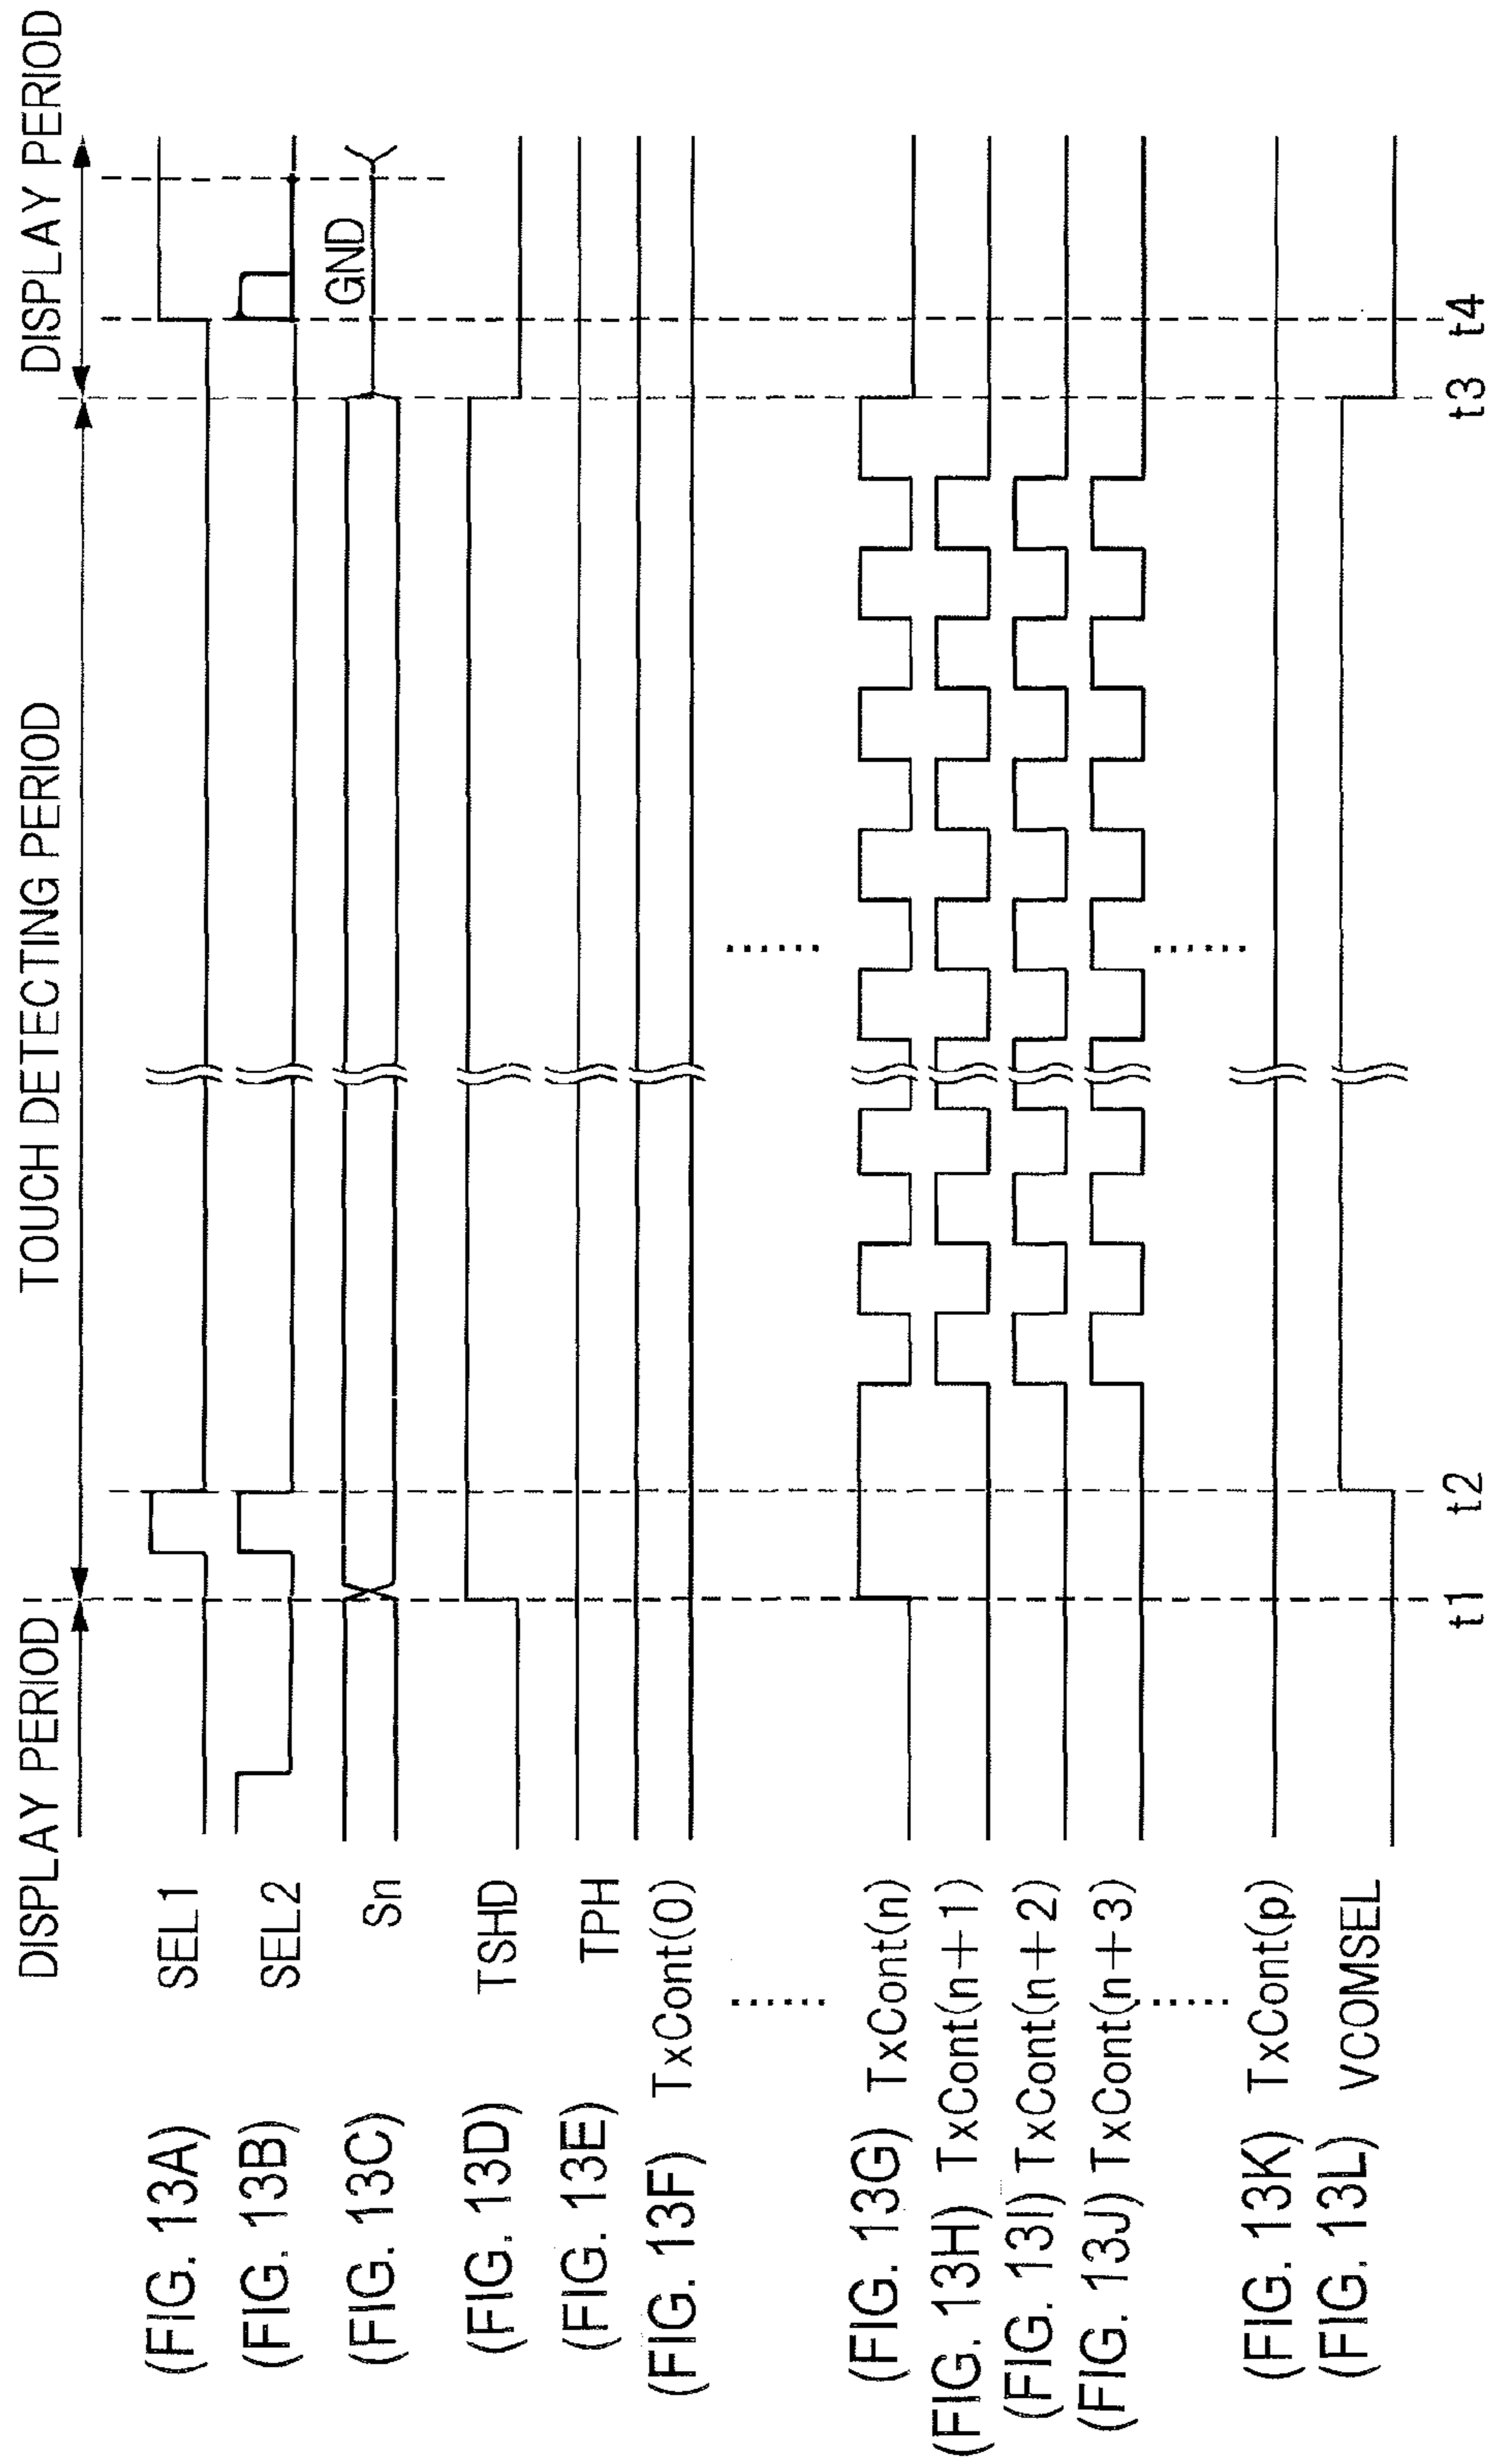 DISPLAY PERIOD
TOUCH DETECTING PERIOD
DISPLAY PERIOD
(FIG. 13A) SEL1
(FIG. 13B) SEL2
(FIG. 13C) Sn
GND
(FIG. 13D) TSHD
(FIG. 13E) TPH
(FIG. 13F) TxCont(0)
...... ......
(FIG. 13G) TxCont(n)
(FIG. 13H) TxCont(n+1)
(FIG. 13I) TxCont(n+2)
(FIG. 13J) TxCont(n+3)
...... ......
(FIG. 13K) TxCont(p)
(FIG. 13L) VCOMSEL
t1 t2 t3 t4